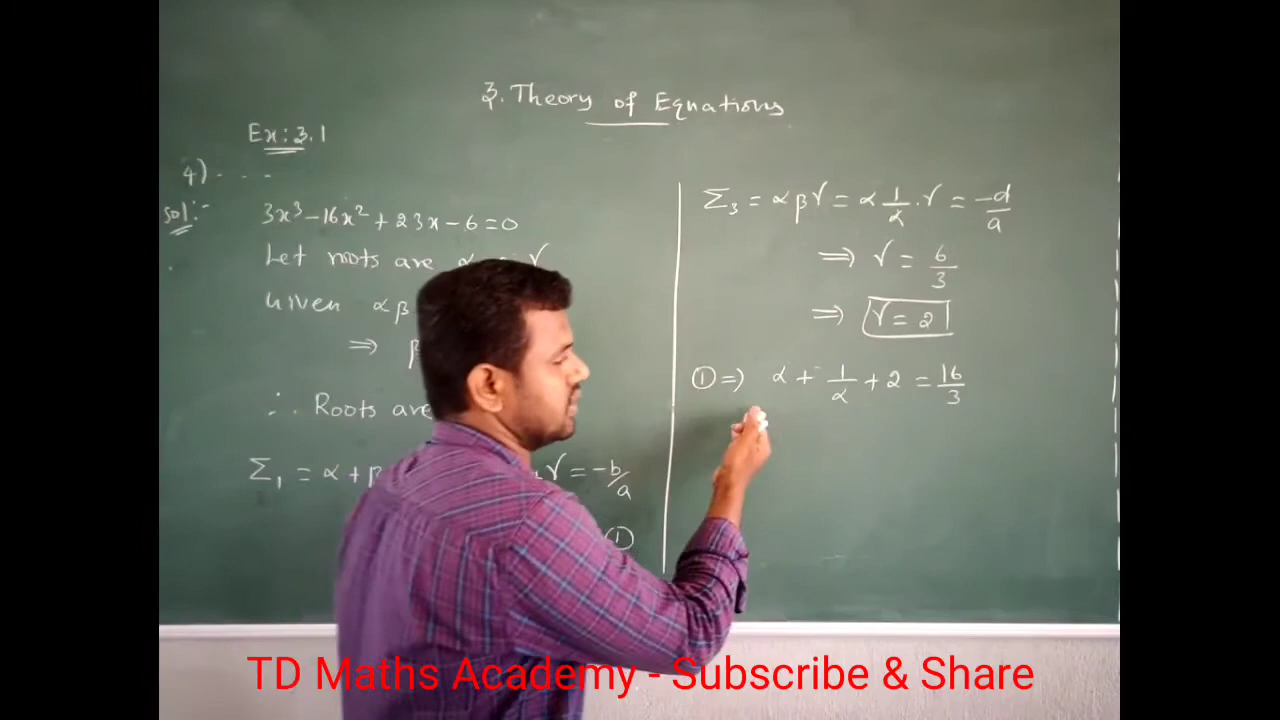 3. Theory of Equations
Ex: 3.1
4) - - - -
Sol:-
3x³ - 16x² + 23x - 6 = 0
Let roots are α γ
Given αβ
⇒ β
∴ Roots are
Σ₁ = α + β γ = -b/a
①
Σ₃ = αβγ = α 1/α . γ = -d/a
⇒ γ = 6/3
⇒ γ = 2
① ⇒ α + 1/α + 2 = 16/3
TD Maths Academy - Subscribe & Share